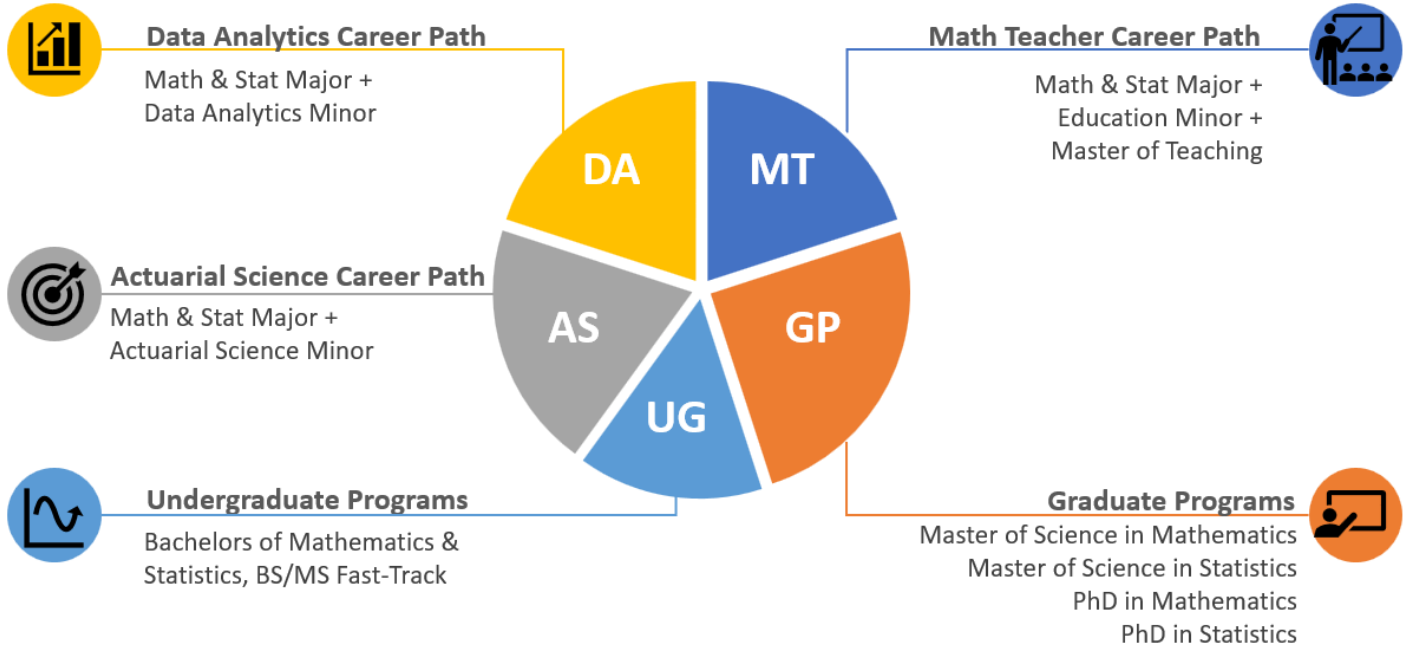 Data Analytics Career Path
Math & Stat Major +
Data Analytics Minor
Math Teacher Career Path
Math & Stat Major +
Education Minor +
Master of Teaching
DA
MT
Actuarial Science Career Path
Math & Stat Major +
Actuarial Science Minor
AS
GP
UG
Undergraduate Programs
Bachelors of Mathematics &
Statistics, BS/MS Fast-Track
Graduate Programs
Master of Science in Mathematics
Master of Science in Statistics
PhD in Mathematics
PhD in Statistics